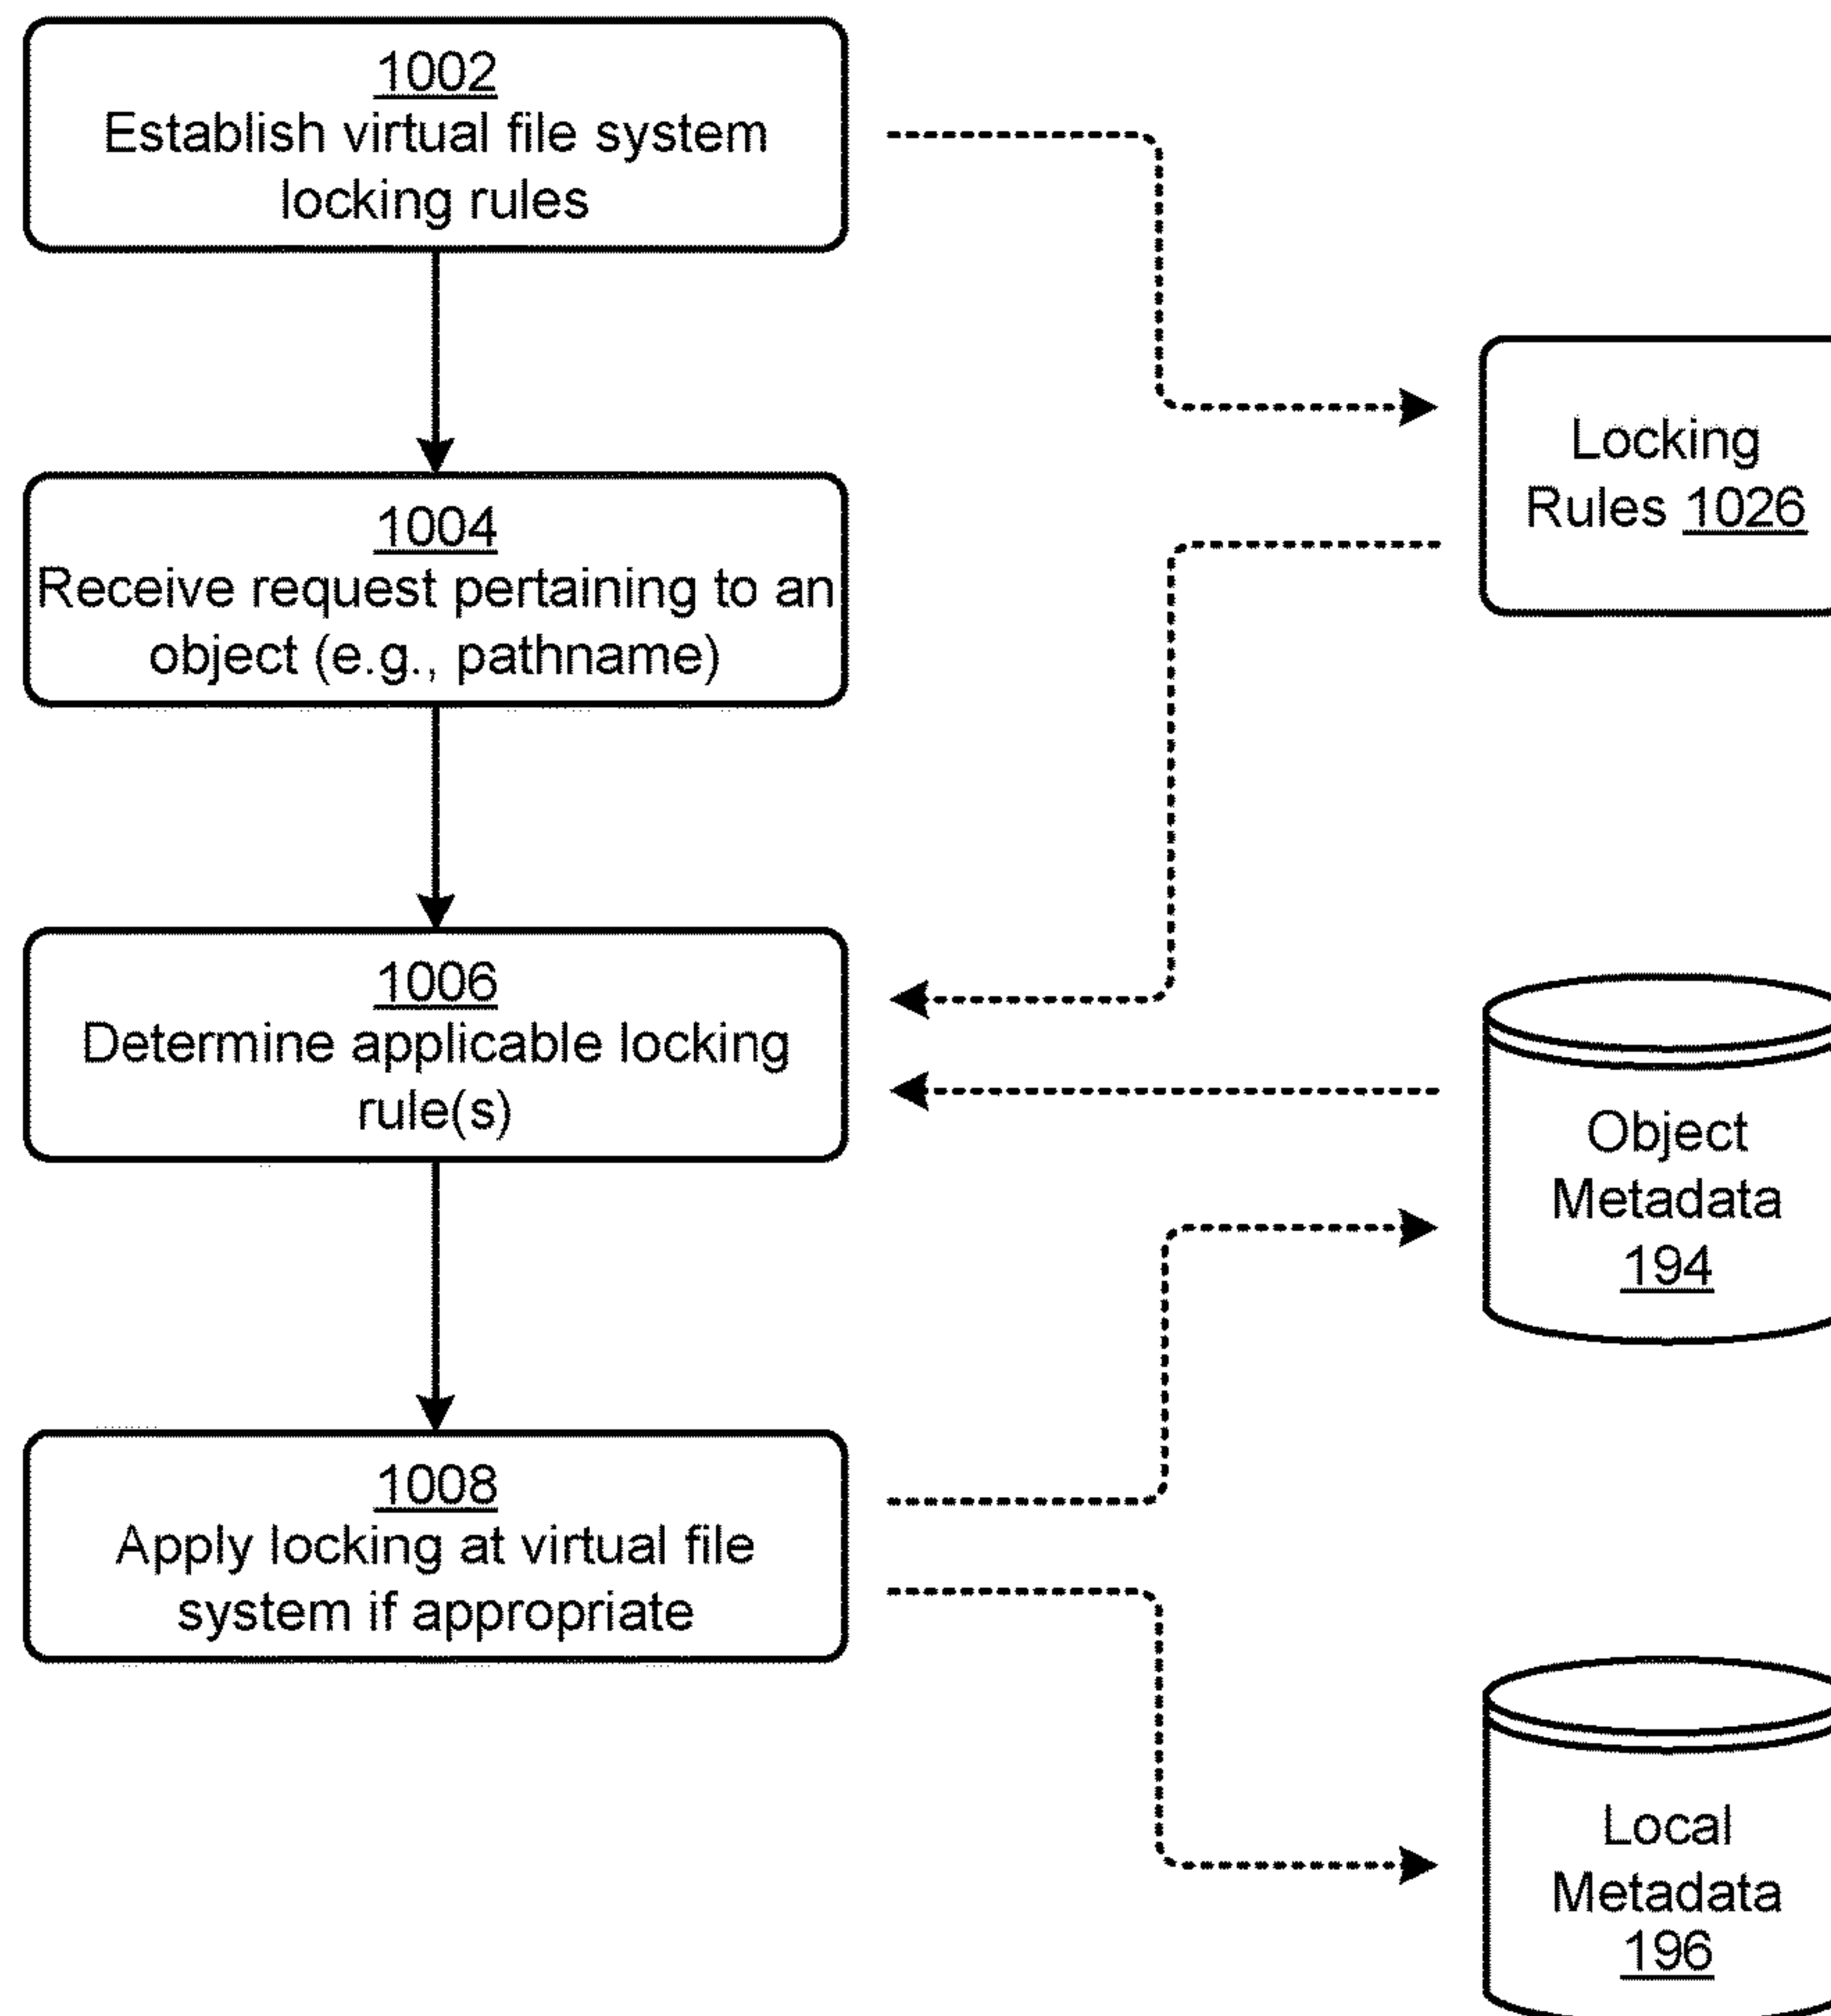 1002
Establish virtual file system
locking rules
1004
Receive request pertaining to an
object (e.g., pathname)
1006
Determine applicable locking
rule(s)
1008
Apply locking at virtual file
system if appropriate
Locking
Rules 1026
Object
Metadata
194
Local
Metadata
196